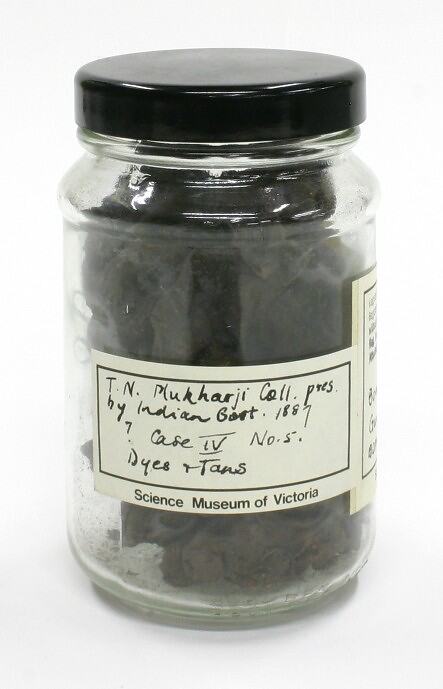 T.N. Mukharji Coll. pres.
by Indian Govt. 1887
? Case IV No.5.
Dyes & Tans
Science Museum of Victoria